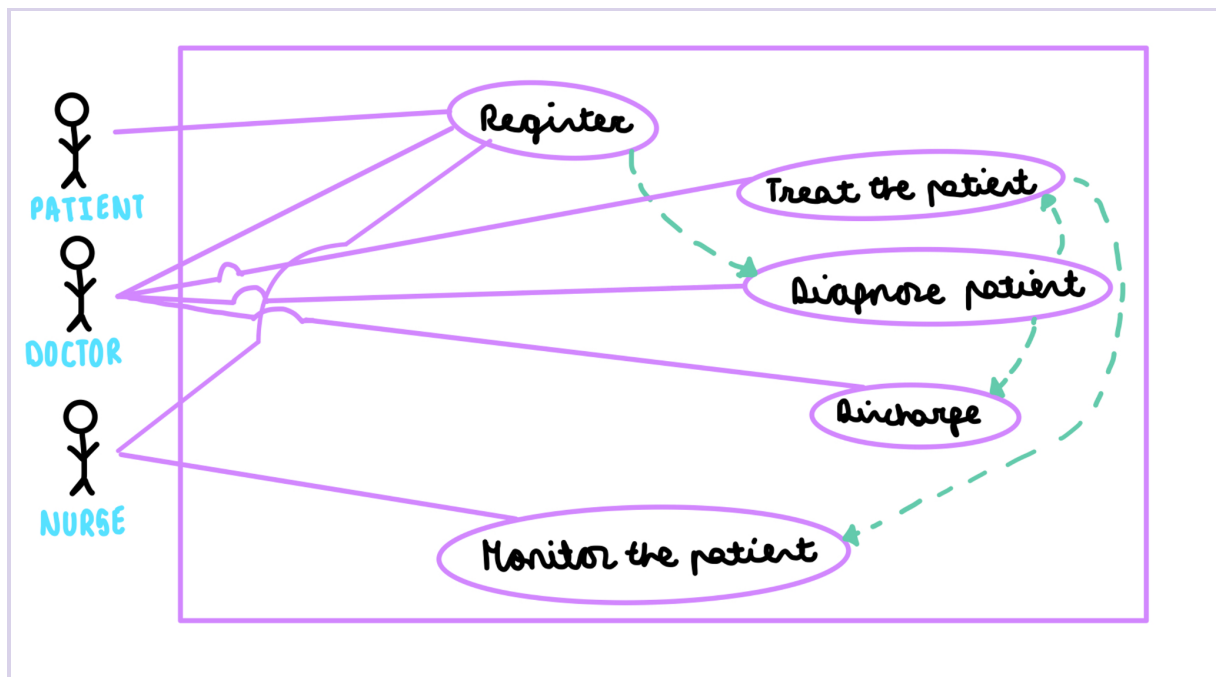 Register
PATIENT
Treat the patient
Diagnose patient
DOCTOR
Discharge
NURSE
Monitor the patient